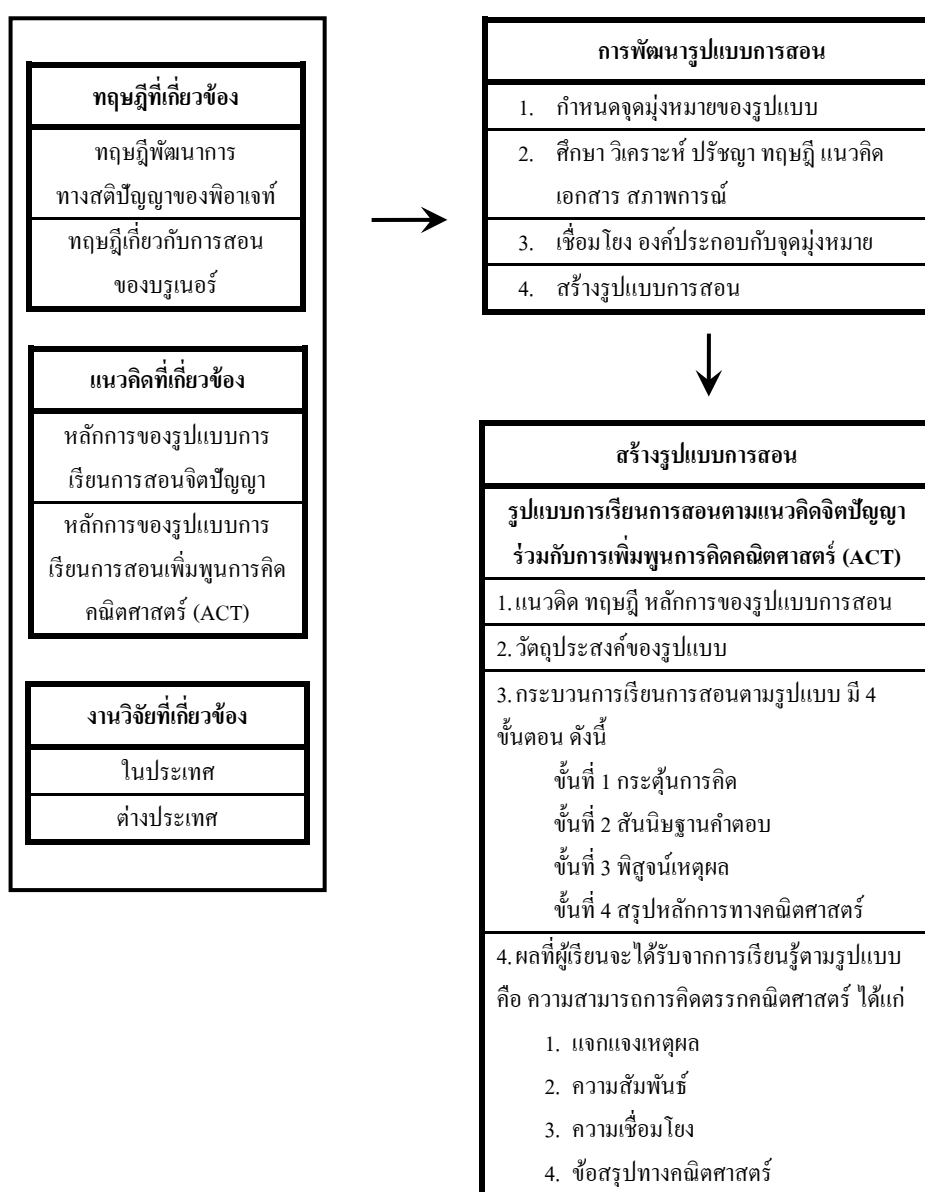 ทฤษฎีที่เกี่ยวข้อง
ทฤษฎีพัฒนาการ
ทางสติปัญญาของพิอาเจท์
ทฤษฎีเกี่ยวกับการสอน
ของบรูเนอร์
แนวคิดที่เกี่ยวข้อง
หลักการของรูปแบบการ
เรียนการสอนจิตปัญญา
หลักการของรูปแบบการ
เรียนการสอนเพิ่มพูนการคิด
คณิตศาสตร์ (ACT)
งานวิจัยที่เกี่ยวข้อง
ในประเทศ
ต่างประเทศ
การพัฒนารูปแบบการสอน
1. กำหนดจุดมุ่งหมายของรูปแบบ
2. ศึกษา วิเคราะห์ ปรัชญา ทฤษฎี แนวคิด
เอกสาร สภาพการณ์
3. เชื่อมโยง องค์ประกอบกับจุดมุ่งหมาย
4. สร้างรูปแบบการสอน
สร้างรูปแบบการสอน
รูปแบบการเรียนการสอนตามแนวคิดจิตปัญญา
ร่วมกับการเพิ่มพูนการคิดคณิตศาสตร์ (ACT)
1. แนวดิด ทฤษฎี หลักการของรูปแบบการสอน
2. วัตถุประสงค์ของรูปแบบ
3. กระบวนการเรียนการสอนตามรูปแบบ มี 4
ขั้นตอน ดังนี้
ขั้นที่ 1 กระตุ้นการคิด
ขั้นที่ 2 สันนิษฐานคำตอบ
ขั้นที่ 3 พิสูจน์เหตุผล
ขั้นที่ 4 สรุปหลักการทางคณิตศาสตร์
4. ผลที่ผู้เรียนจะได้รับจากการเรียนรู้ตามรูปแบบ
คือ ความสามารถการคิดตรรกคณิตศาสตร์ ได้แก่
1. แจกแจงเหตุผล
2. ความสัมพันธ์
3. ความเชื่อมโยง
4. ข้อสรุปทางคณิตศาสตร์